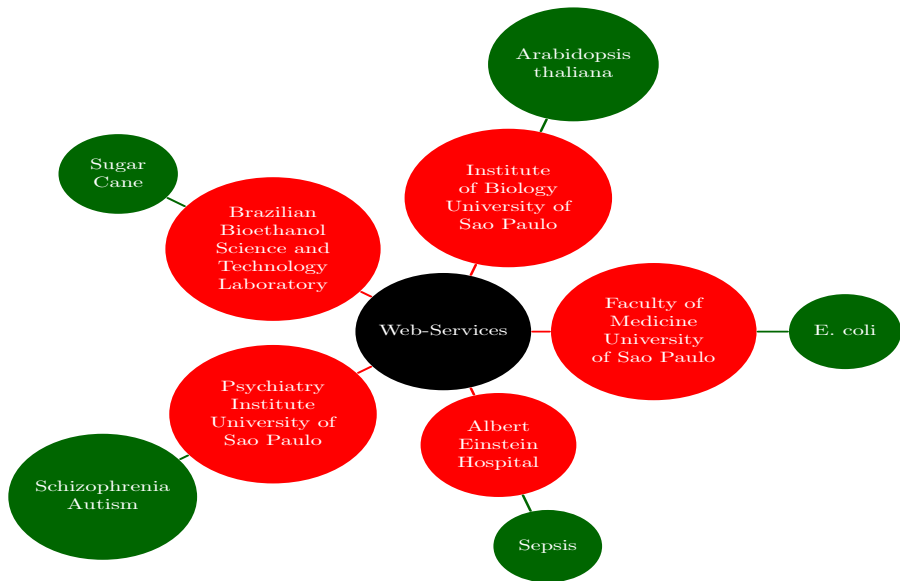 Arabidopsis
thaliana
Sugar
Cane
Institute
of Biology
University of
Sao Paulo
Brazilian
Bioethanol
Science and
Technology
Laboratory
Web-Services
Faculty of
Medicine
University
of Sao Paulo
E. coli
Psychiatry
Institute
University of
Sao Paulo
Albert
Einstein
Hospital
Schizophrenia
Autism
Sepsis